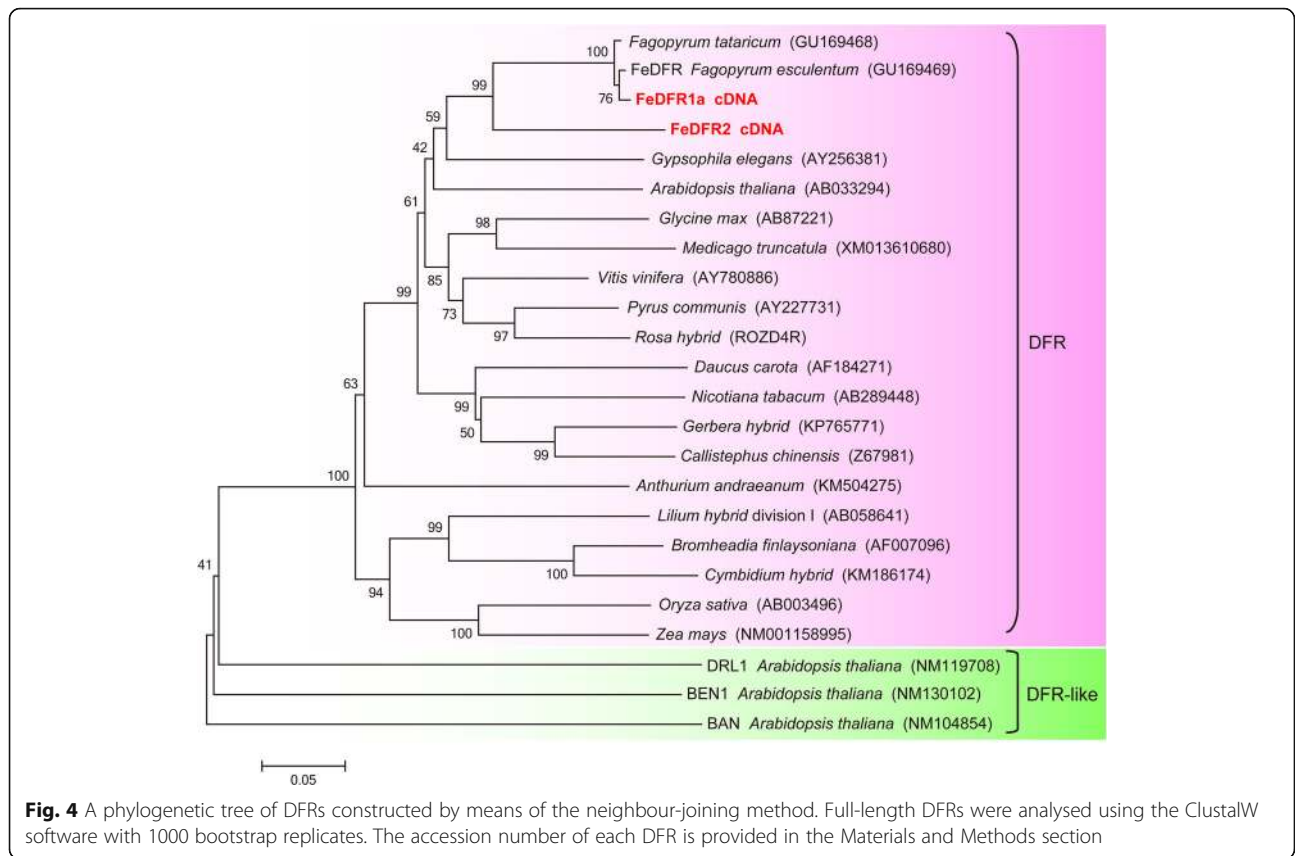 Fagopyrum tataricum (GU169468)
100
FeDFR Fagopyrum esculentum (GU169469)
76
FeDFR1a cDNA
99
FeDFR2 cDNA
59
Gypsophila elegans (AY256381)
42
Arabidopsis thaliana (AB033294)
61
Glycine max (AB87221)
98
Medicago truncatula (XM013610680)
85
Vitis vinifera (AY780886)
99
73
Pyrus communis (AY227731)
97
Rosa hybrid (ROZD4R)
DFR
Daucus carota (AF184271)
63
99
Nicotiana tabacum (AB289448)
50
Gerbera hybrid (KP765771)
99
Callistephus chinensis (Z67981)
100
Anthurium andraeanum (KM504275)
Lilium hybrid division I (AB058641)
99
Bromheadia finlaysoniana (AF007096)
100
Cymbidium hybrid (KM186174)
41
94
Oryza sativa (AB003496)
100
Zea mays (NM001158995)
DRL1 Arabidopsis thaliana (NM119708)
BEN1 Arabidopsis thaliana (NM130102)
DFR-like
BAN Arabidopsis thaliana (NM104854)
0.05
Fig. 4 A phylogenetic tree of DFRs constructed by means of the neighbour-joining method. Full-length DFRs were analysed using the ClustalW
software with 1000 bootstrap replicates. The accession number of each DFR is provided in the Materials and Methods section